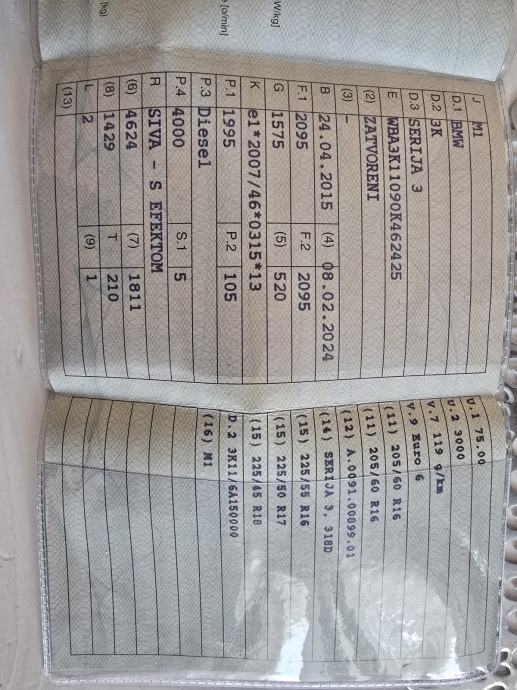 W/kg]
[o/min]
[kg]
J M1
D.1 BMW
D.2 3K
D.3 SERIJA 3
E WBA3K11090K462425
(2) ZATVORENI
(3) -
B 24.04.2015 (4) 08.02.2024
F.1 2095 F.2 2095
G 1575 (5) 520
K e1*2007/46*0315*13
P.1 1995 P.2 105
P.3 Diesel
P.4 4000 S.1 5
R SIVA - S EFEKTOM
(6) 4624 (7) 1811
(8) 1429 T 210
L 2 (9) 1
(13)
U.1 75.00
U.2 3000
V.7 119 g/km
V.9 Euro 6
(11) 205/60 R16
(11) 205/60 R16
(12) A.0091.00899.01
(14) SERIJA 3, 318D
(15) 225/55 R16
(15) 225/50 R17
(15) 225/45 R18
D.2 3K11/6A150000
(16) M1